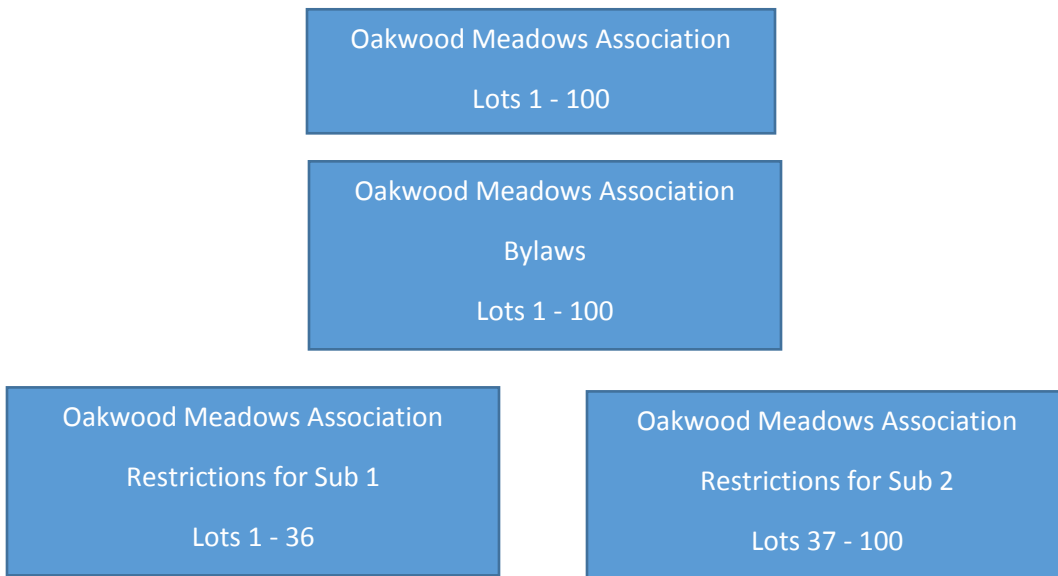 Oakwood Meadows Association
Lots 1 - 100
Oakwood Meadows Association
Bylaws
Lots 1 - 100
Oakwood Meadows Association
Restrictions for Sub 1
Lots 1 - 36
Oakwood Meadows Association
Restrictions for Sub 2
Lots 37 - 100